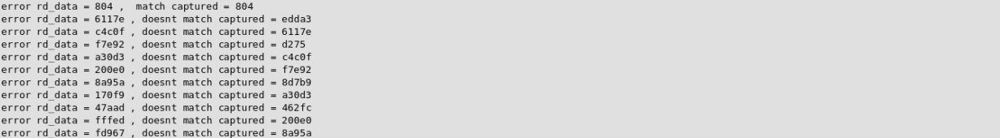 error rd_data = 804 ,  match captured = 804
error rd_data = 6117e , doesnt match captured = edda3
error rd_data = c4c0f , doesnt match captured = 6117e
error rd_data = f7e92 , doesnt match captured = d275
error rd_data = a30d3 , doesnt match captured = c4c0f
error rd_data = 200e0 , doesnt match captured = f7e92
error rd_data = 8a95a , doesnt match captured = 8d7b9
error rd_data = 170f9 , doesnt match captured = a30d3
error rd_data = 47aad , doesnt match captured = 462fc
error rd_data = fffed , doesnt match captured = 200e0
error rd_data = fd967 , doesnt match captured = 8a95a